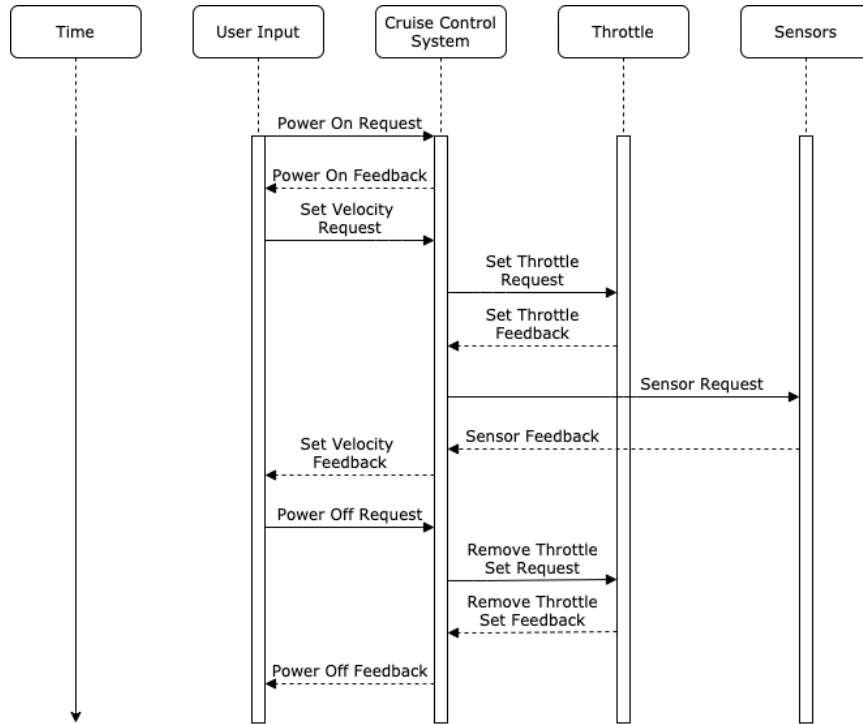 Time
User Input
Cruise Control
System
Throttle
Sensors
Power On Request
Power On Feedback
Set Velocity
Request
Set Throttle
Request
Set Throttle
Feedback
Sensor Request
Sensor Feedback
Set Velocity
Feedback
Power Off Request
Remove Throttle
Set Request
Remove Throttle
Set Feedback
Power Off Feedback